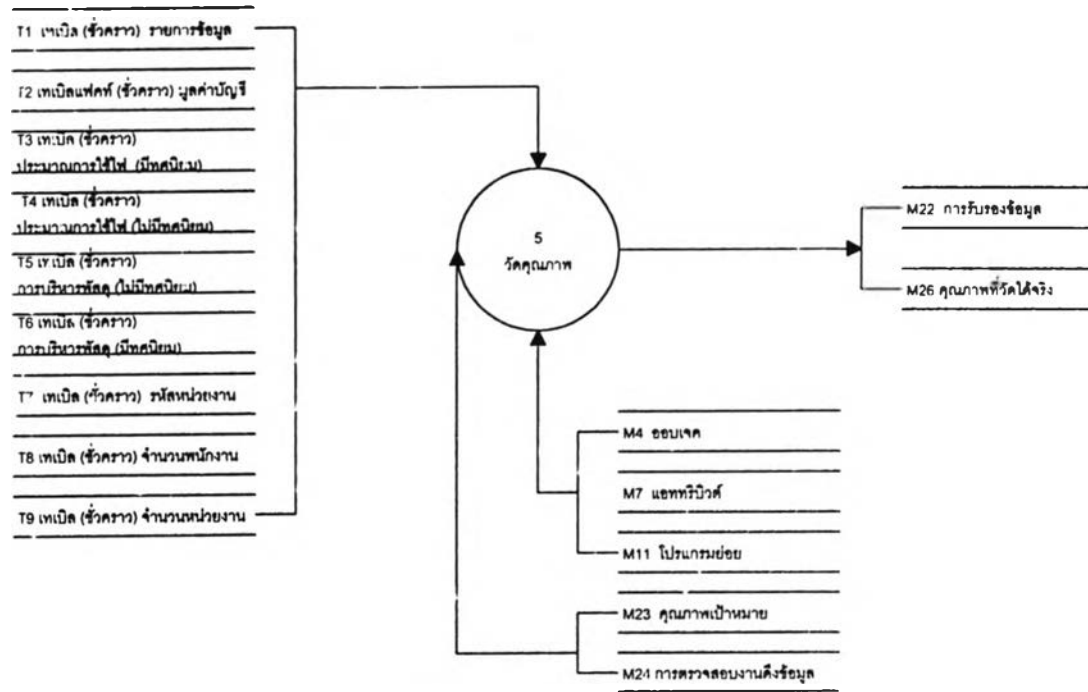 T1 เทเบิล (ชั่วคราว) รายการข้อมูล
T2 เทเบิลแฟคท์ (ชั่วคราว) มูลค่าบัญชี
T3 เทเบิล (ชั่วคราว)
ประมาณการใช้ไฟ (มีทศนิยม)
T4 เทเบิล (ชั่วคราว)
ประมาณการใช้ไฟ (ไม่มีทศนิยม)
T5 เทเบิล (ชั่วคราว)
การบริหารพัสดุ (ไม่มีทศนิยม)
T6 เทเบิล (ชั่วคราว)
การบริหารพัสดุ (มีทศนิยม)
T7 เทเบิล (ชั่วคราว) รหัสหน่วยงาน
T8 เทเบิล (ชั่วคราว) จำนวนพนักงาน
T9 เทเบิล (ชั่วคราว) จำนวนหน่วยงาน
5
วัดคุณภาพ
M22 การรับรองข้อมูล
M26 คุณภาพที่วัดได้จริง
M4 ออบเจค
M7 แอททริบิวต์
M11 โปรแกรมย่อย
M23 คุณภาพเป้าหมาย
M24 การตรวจสอบงานดึงข้อมูล